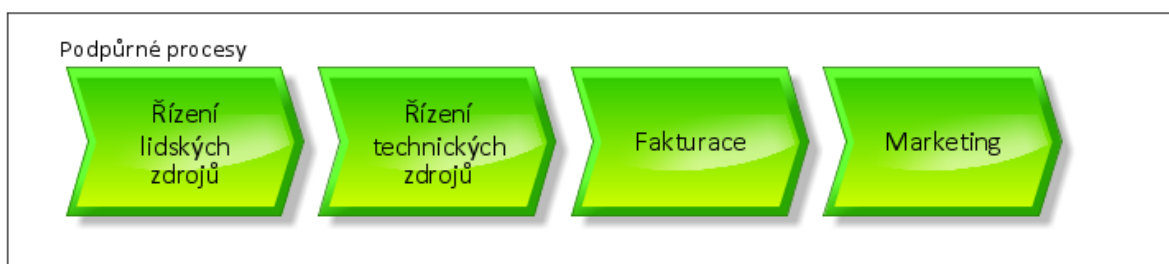 Podpůrné procesy
Řízení
lidských
zdrojů
Řízení
technických
zdrojů
Fakturace
Marketing